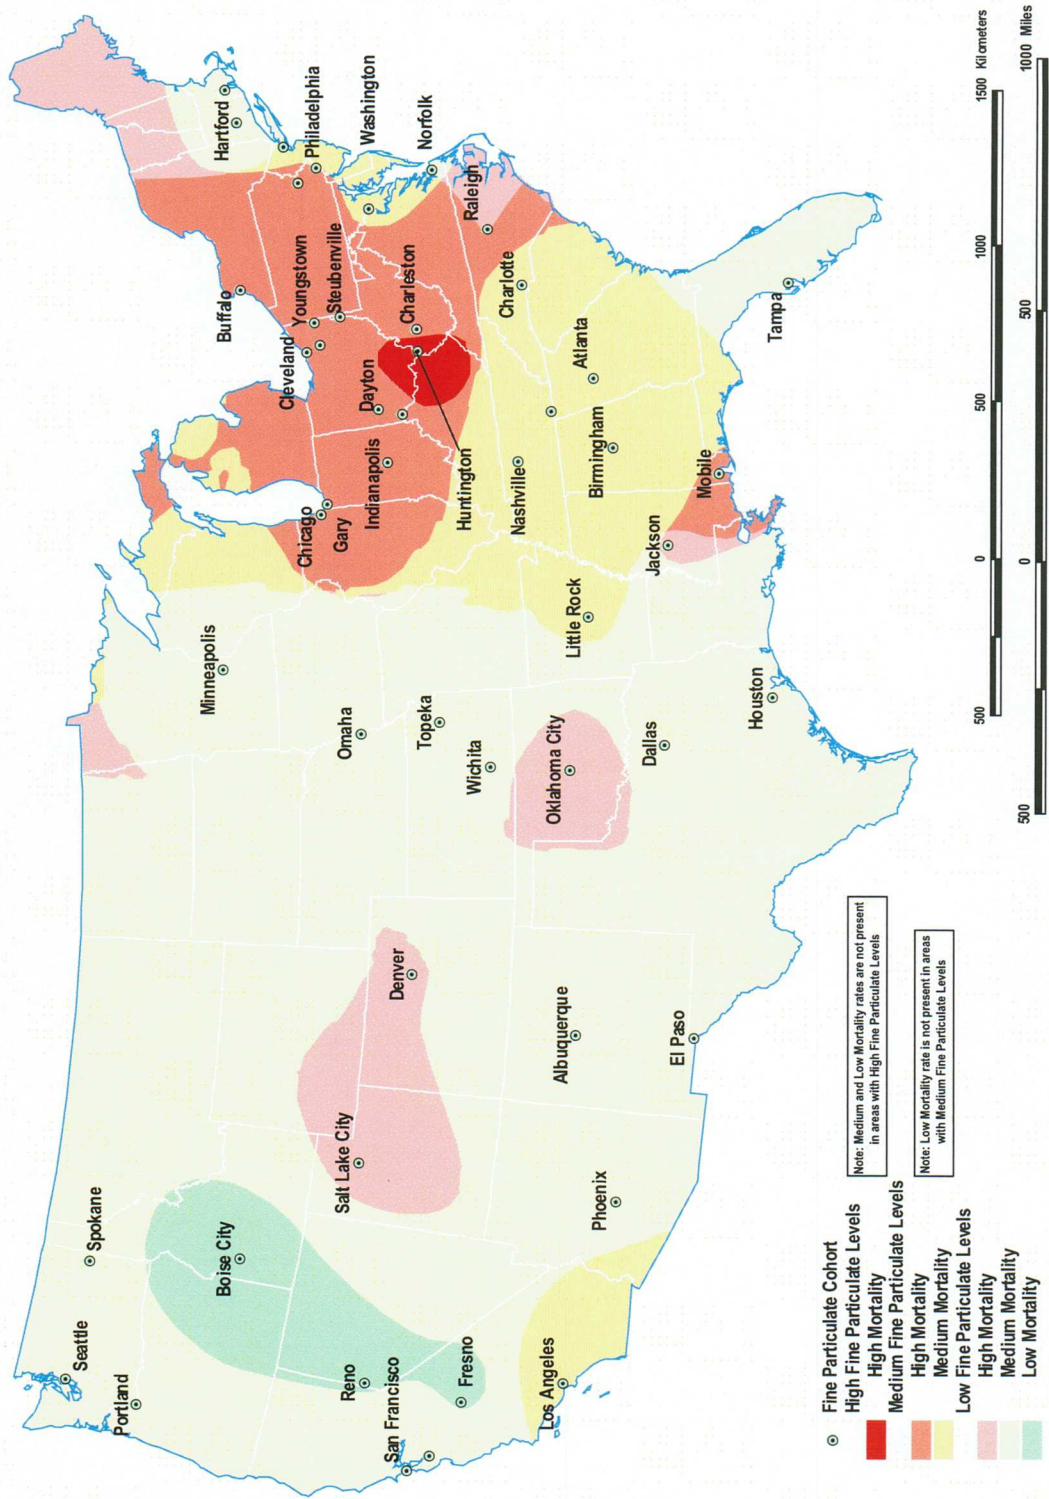 Seattle
Spokane
Portland
Minneapolis
Boise City
Buffalo
Hartford
Cleveland
Youngstown
Chicago
Philadelphia
Steubenville
Gary
Salt Lake City
Omaha
Reno
Dayton
Washington
Indianapolis
San Francisco
Denver
Charleston
Topeka
Norfolk
Fresno
Huntington
Wichita
Raleigh
Charlotte
Nashville
Los Angeles
Oklahoma City
Albuquerque
Little Rock
Atlanta
Birmingham
Phoenix
Dallas
Jackson
El Paso
Mobile
Houston
Tampa
Fine Particulate Cohort
High Fine Particulate Levels
High Mortality
Medium Fine Particulate Levels
High Mortality
Medium Mortality
Low Fine Particulate Levels
High Mortality
Medium Mortality
Low Mortality
Note: Medium and Low Mortality rates are not present
in areas with High Fine Particulate Levels
Note: Low Mortality rate is not present in areas
with Medium Fine Particulate Levels
500 0 500 1000 1500 Kilometers
500 0 500 1000 Miles